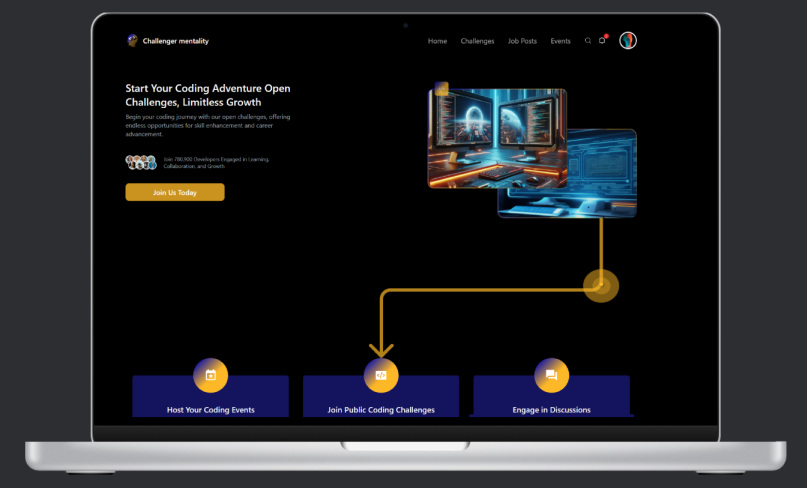 Challenger mentality
Home
Challenges
Job Posts
Events
Start Your Coding Adventure Open
Challenges, Limitless Growth
Begin your coding journey with our open challenges, offering
endless opportunities for skill enhancement and career
advancement.
Join 780,900 Developers Engaged in Learning,
Collaboration, and Growth
Join Us Today
Host Your Coding Events
Join Public Coding Challenges
Engage in Discussions